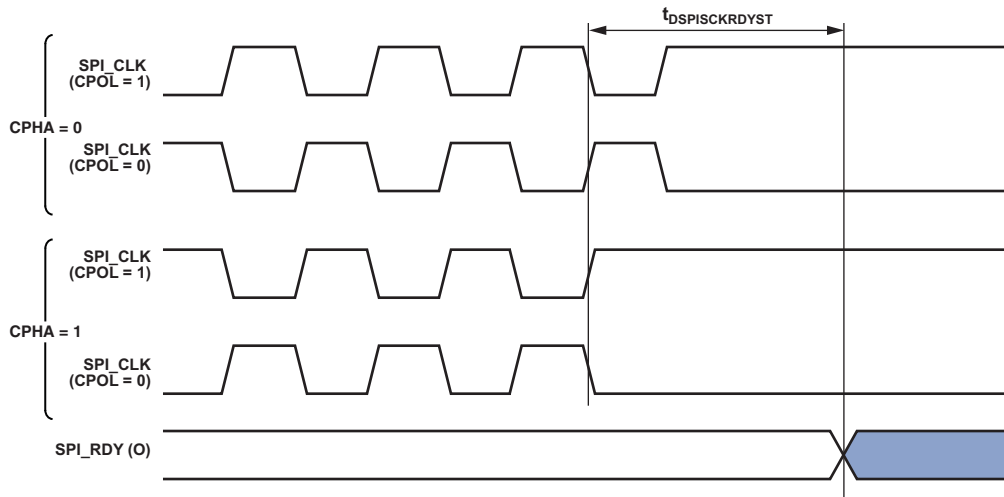 tDSPISCKRDYST
SPI_CLK
(CPOL = 1)
CPHA = 0
SPI_CLK
(CPOL = 0)
SPI_CLK
(CPOL = 1)
CPHA = 1
SPI_CLK
(CPOL = 0)
SPI_RDY (O)